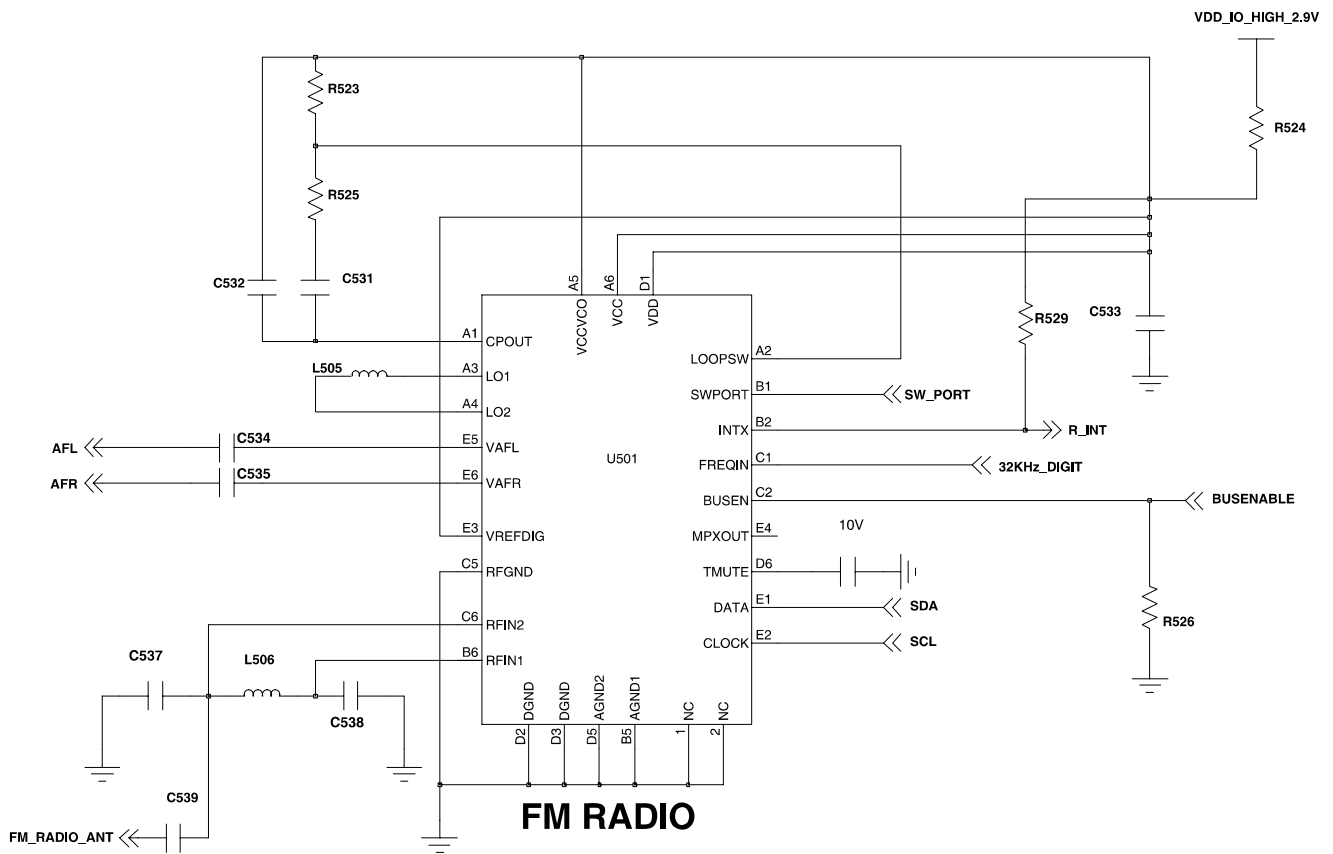 VDD_IO_HIGH_2.9V
R523
R524
R525
C532
C531
A5
A6
D1
VCCVCO
VCC
VDD
R529
C533
A1
CPOUT
A2
LOOPSW
L505
A3
LO1
B1
SWPORT
SW_PORT
A4
LO2
B2
INTX
R_INT
AFL
C534
E5
VAFL
U501
C1
FREQIN
32KHz_DIGIT
AFR
C535
E6
VAFR
C2
BUSEN
BUSENABLE
E3
VREFDIG
E4
MPXOUT
10V
C5
RFGND
D6
TMUTE
E1
DATA
SDA
C6
RFIN2
E2
CLOCK
SCL
R526
C537
L506
B6
RFIN1
C538
DGND
DGND
AGND2
AGND1
NC
NC
D2
D3
D5
B5
1
2
C539
FM RADIO
FM_RADIO_ANT